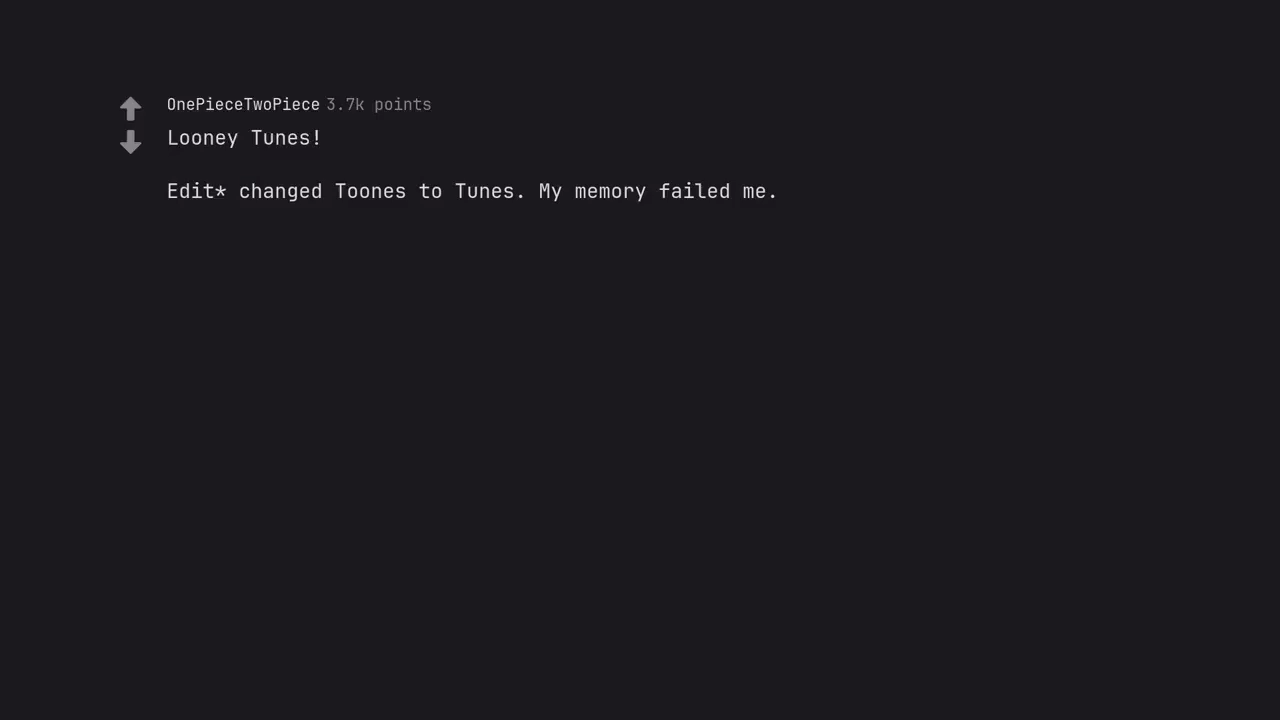 OnePieceTwoPiece 3.7k points
Looney Tunes!
Edit* changed Toones to Tunes. My memory failed me.